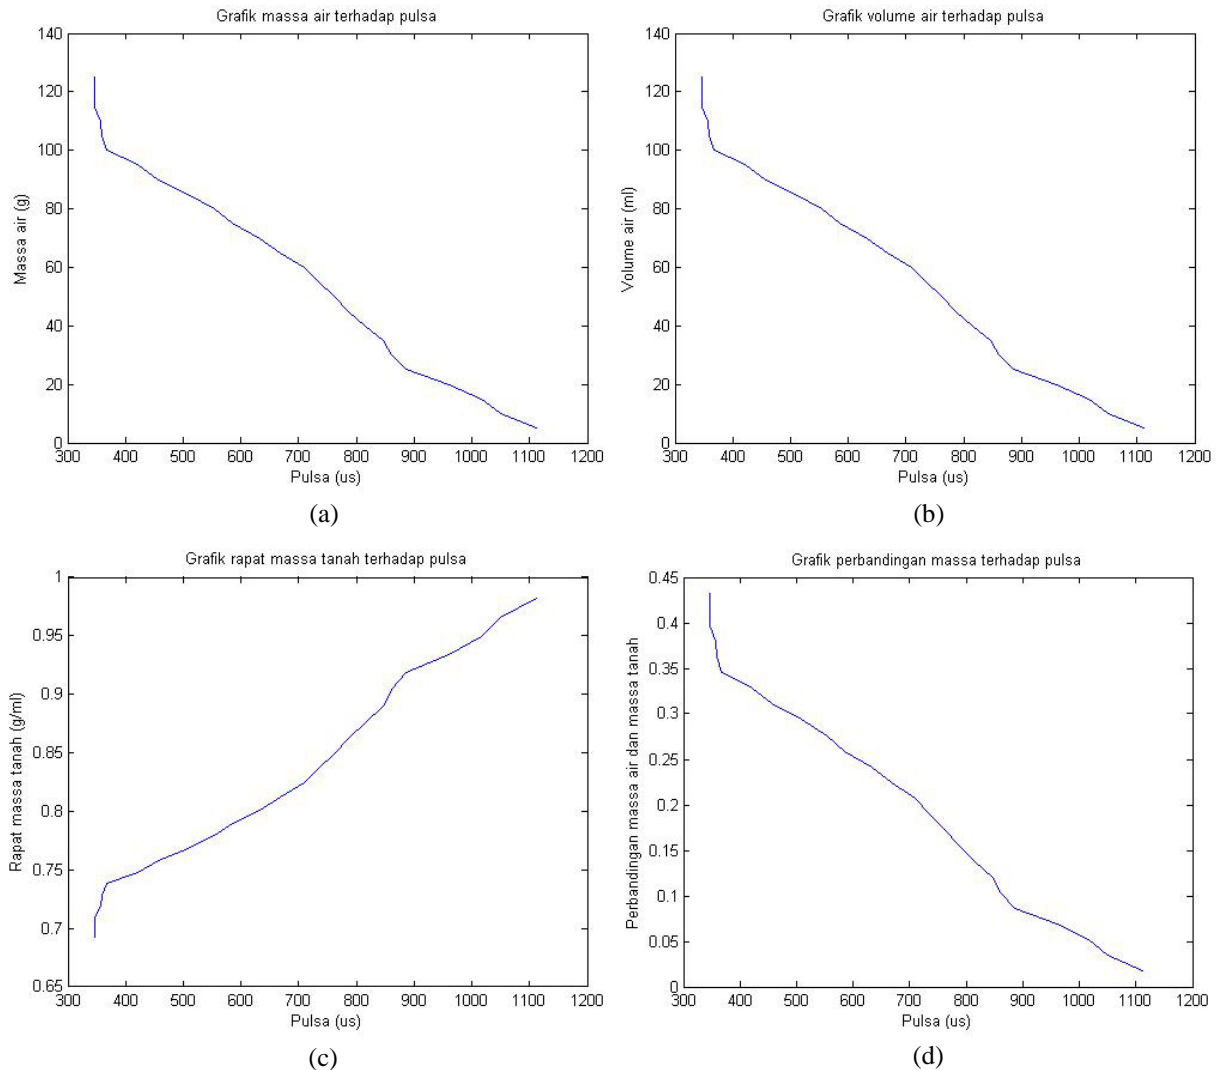 Grafik massa air terhadap pulsa
140
120
100
80
60
40
20
0
Massa air (g)
300 400 500 600 700 800 900 1000 1100 1200
Pulsa (us)
(a)
Grafik volume air terhadap pulsa
140
120
100
80
60
40
20
0
Volume air (ml)
300 400 500 600 700 800 900 1000 1100 1200
Pulsa (us)
(b)
Grafik rapat massa tanah terhadap pulsa
1
0.95
0.9
0.85
0.8
0.75
0.7
0.65
Rapat massa tanah (g/ml)
300 400 500 600 700 800 900 1000 1100 1200
Pulsa (us)
(c)
Grafik perbandingan massa terhadap pulsa
0.45
0.4
0.35
0.3
0.25
0.2
0.15
0.1
0.05
0
Perbandingan massa air dan massa tanah
300 400 500 600 700 800 900 1000 1100 1200
Pulsa (us)
(d)